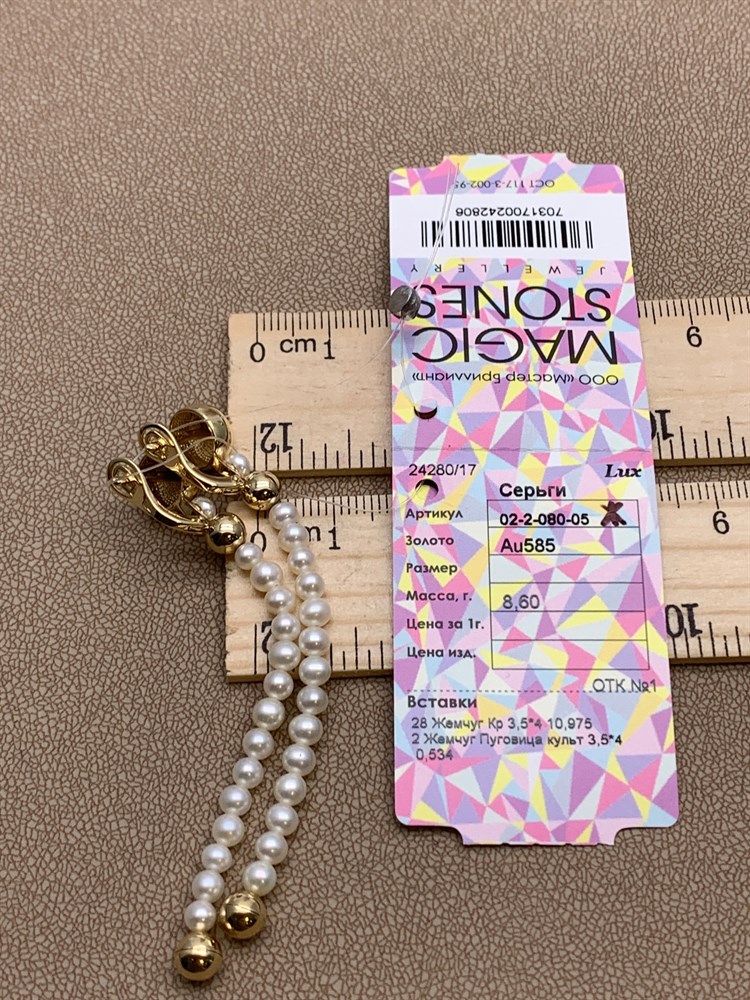 ОСТ 117-3-002-95
7031700242806
JEWELLERY
MAGIC
STONES
ООО «Мастер Бриллиант»
0 cm 1
6
12
24280/17
Lux
Серьги
Артикул 02-2-080-05
Золото Au585
Размер
Масса, г. 8,60
Цена за 1г.
Цена изд.
ОТК №1
Вставки
28 Жемчуг Кр 3,5*4 10,975
2 Жемчуг Пуговица культ 3,5*4
0,534
1
6
10